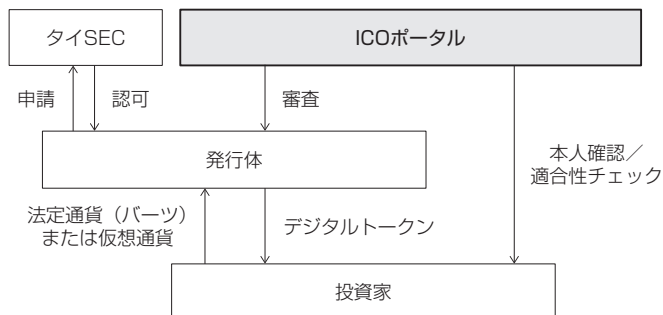 タイSEC
ICOポータル
申請
認可
審査
発行体
本人確認／
適合性チェック
法定通貨（バーツ）
または仮想通貨
デジタルトークン
投資家